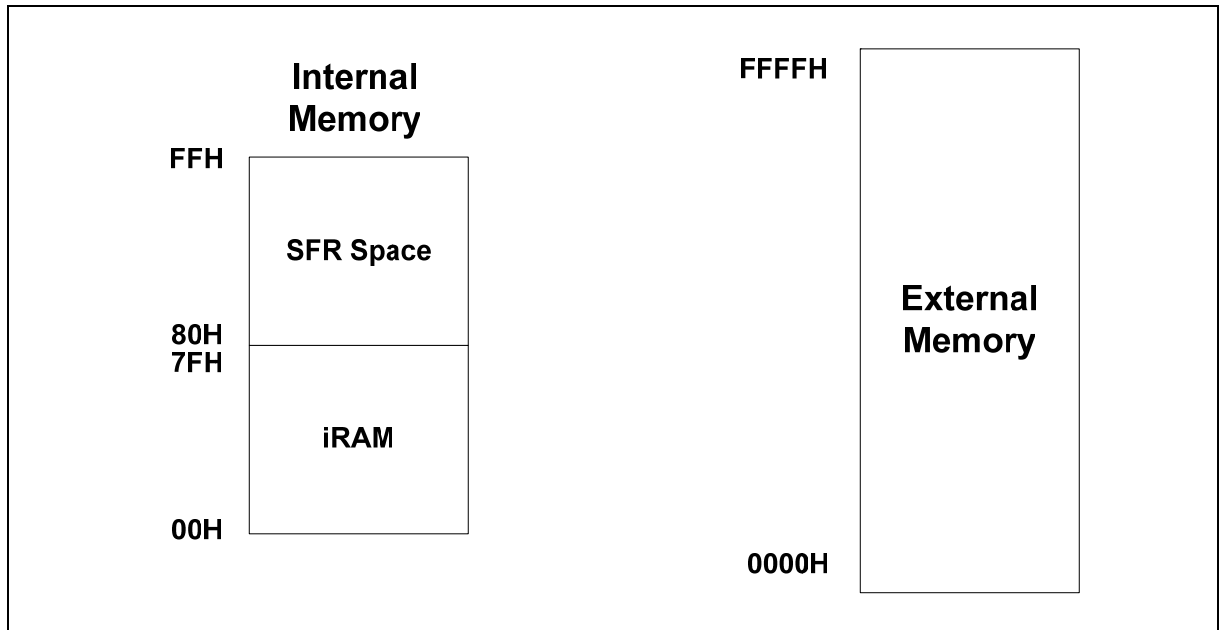 Internal
Memory
FFH
SFR Space
80H
7FH
iRAM
00H
FFFFH
External
Memory
0000H